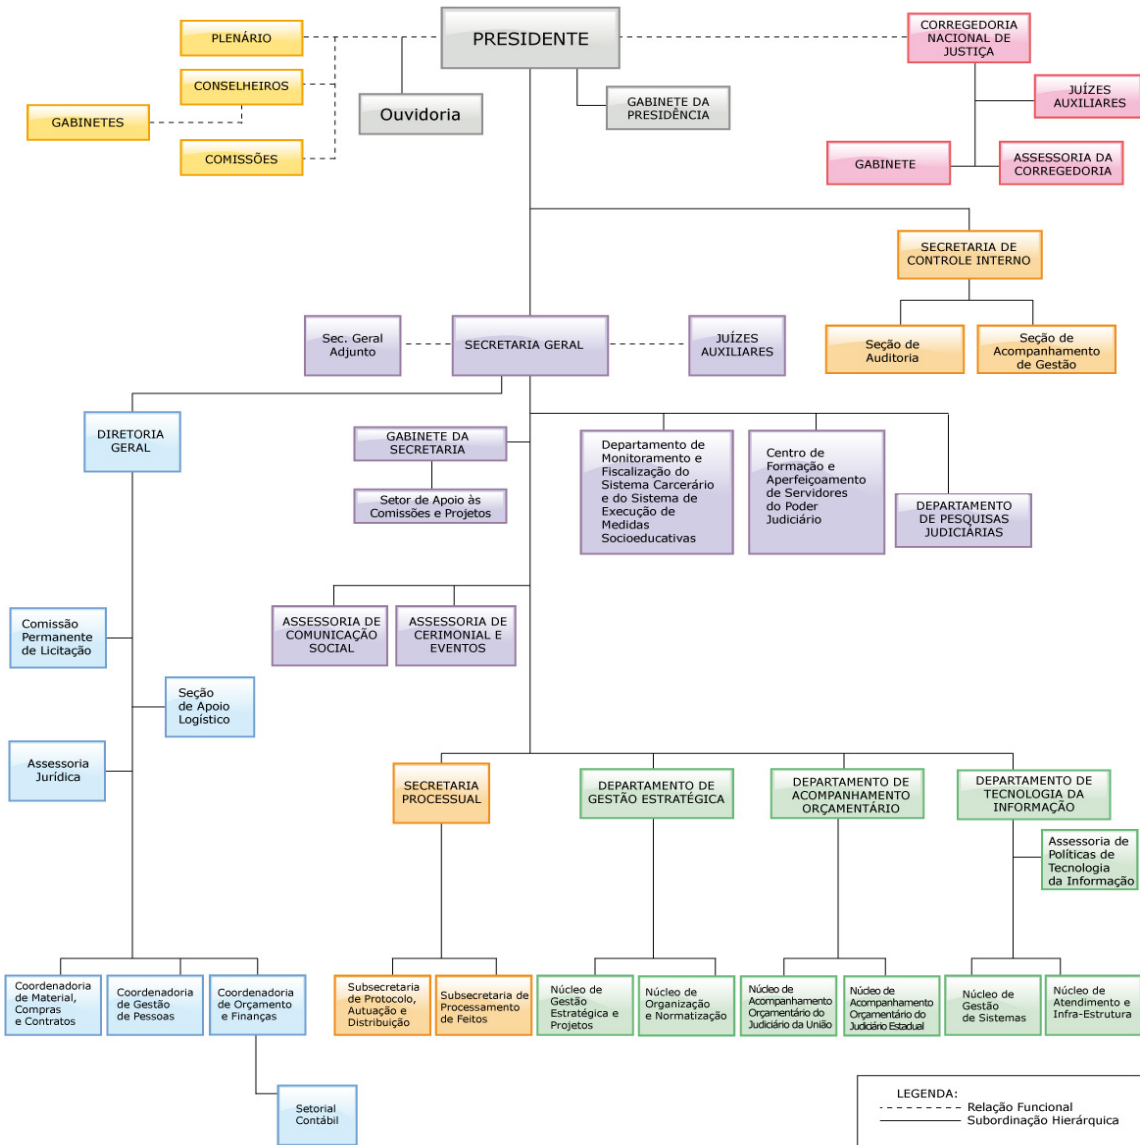 PLENÁRIO
PRESIDENTE
CORREGEDORIA
NACIONAL DE
JUSTIÇA
CONSELHEIROS
GABINETES
COMISSÕES
Ouvidoria
GABINETE DA
PRESIDÊNCIA
JUÍZES
AUXILIARES
GABINETE
ASSESSORIA DA
CORREGEDORIA
SECRETARIA DE
CONTROLE INTERNO
Seção de
Auditoria
Seção de
Acompanhamento
de Gestão
Sec. Geral
Adjunto
SECRETARIA GERAL
JUÍZES
AUXILIARES
DIRETORIA
GERAL
GABINETE DA
SECRETARIA
Setor de Apoio às
Comissões e Projetos
Departamento de
Monitoramento e
Fiscalização do
Sistema Carcerário
e do Sistema de
Execução de
Medidas
Socioeducativas
Centro de
Formação e
Aperfeiçoamento
de Servidores
do Poder
Judiciário
DEPARTAMENTO
DE PESQUISAS
JUDICIÁRIAS
ASSESSORIA DE
COMUNICAÇÃO
SOCIAL
ASSESSORIA DE
CERIMONIAL E
EVENTOS
Comissão
Permanente
de Licitação
Seção
de Apoio
Logístico
Assessoria
Jurídica
SECRETARIA
PROCESSUAL
DEPARTAMENTO DE
GESTÃO ESTRATÉGICA
DEPARTAMENTO DE
ACOMPANHAMENTO
ORÇAMENTÁRIO
DEPARTAMENTO DE
TECNOLOGIA DA
INFORMAÇÃO
Assessoria de
Políticas de
Tecnologia
da Informação
Coordenadoria
de Material,
Compras
e Contratos
Coordenadoria
de Gestão
de Pessoas
Coordenadoria
de Orçamento
e Finanças
Subsecretaria
de Protocolo,
Autuação e
Distribuição
Subsecretaria de
Processamento
de Feitos
Núcleo de
Gestão
Estratégica e
Projetos
Núcleo de
Organização
e Normatização
Núcleo de
Acompanhamento
Orçamentário do
Judiciário da União
Núcleo de
Acompanhamento
Orçamentário do
Judiciário Estadual
Núcleo de
Gestão
de Sistemas
Núcleo de
Atendimento e
Infra-Estrutura
Setorial
Contábil
LEGENDA:
Relação Funcional
Subordinação Hierárquica